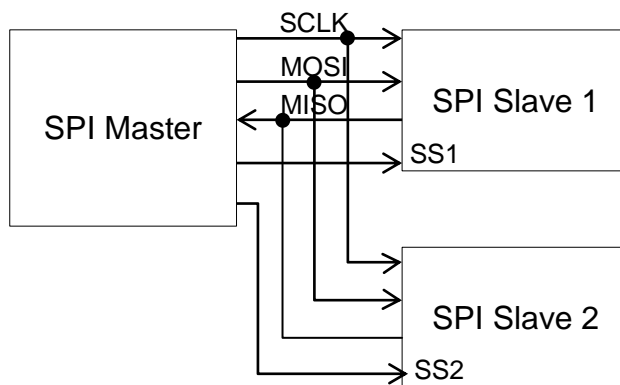 SCLK
MOSI
MISO
SPI Master
SPI Slave 1
SS1
SPI Slave 2
SS2